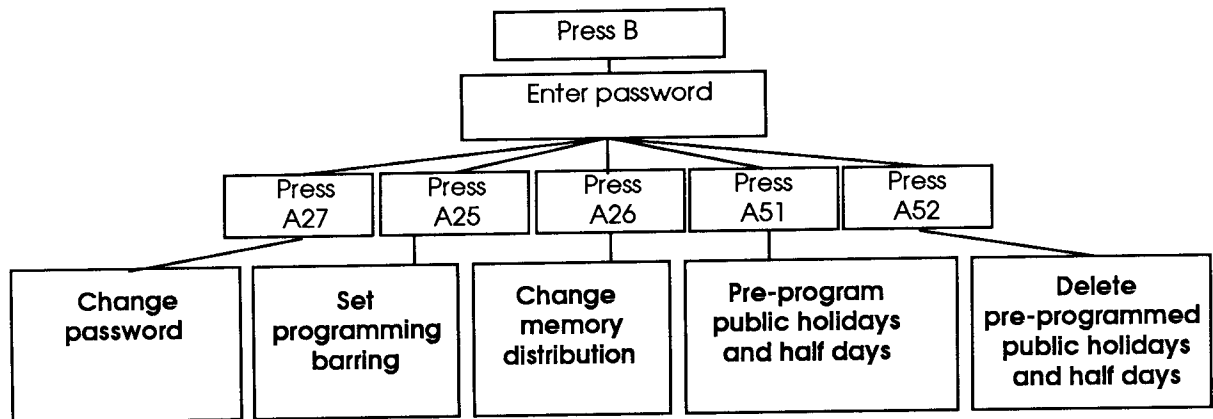 Press B
Enter password
Press
A27
Press
A25
Press
A26
Press
A51
Press
A52
Change
password
Set
programming
barring
Change
memory
distribution
Pre-program
public holidays
and half days
Delete
pre-programmed
public holidays
and half days